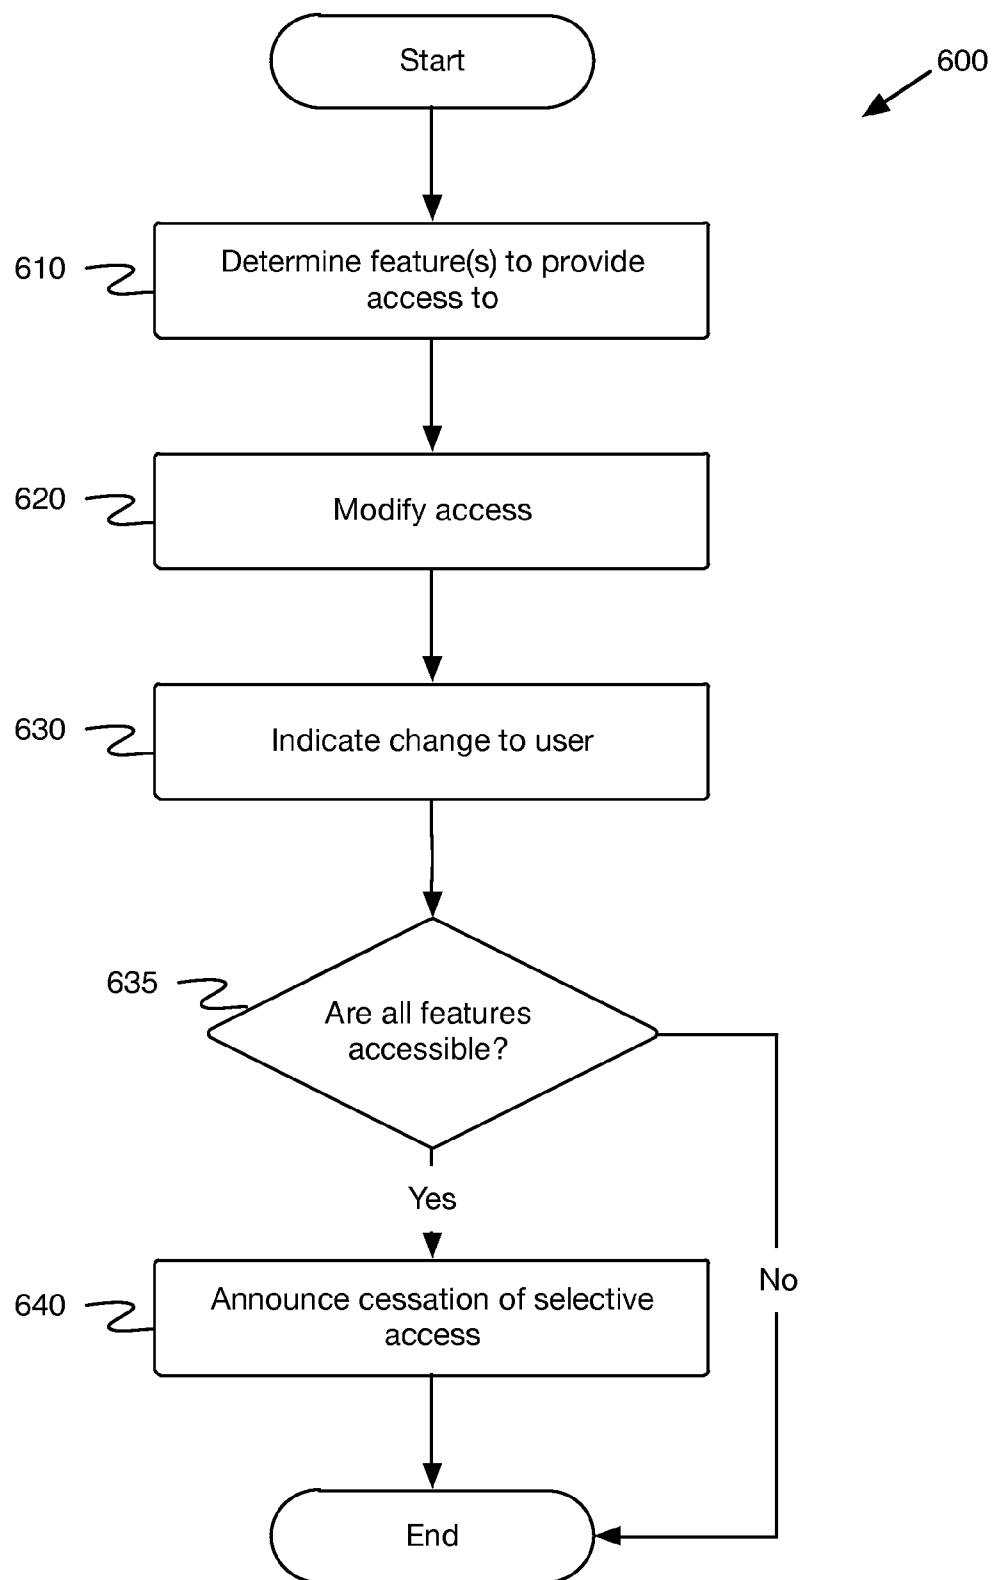 Start
600
610
Determine feature(s) to provide
access to
620
Modify access
630
Indicate change to user
635
Are all features
accessible?
Yes
No
640
Announce cessation of selective
access
End